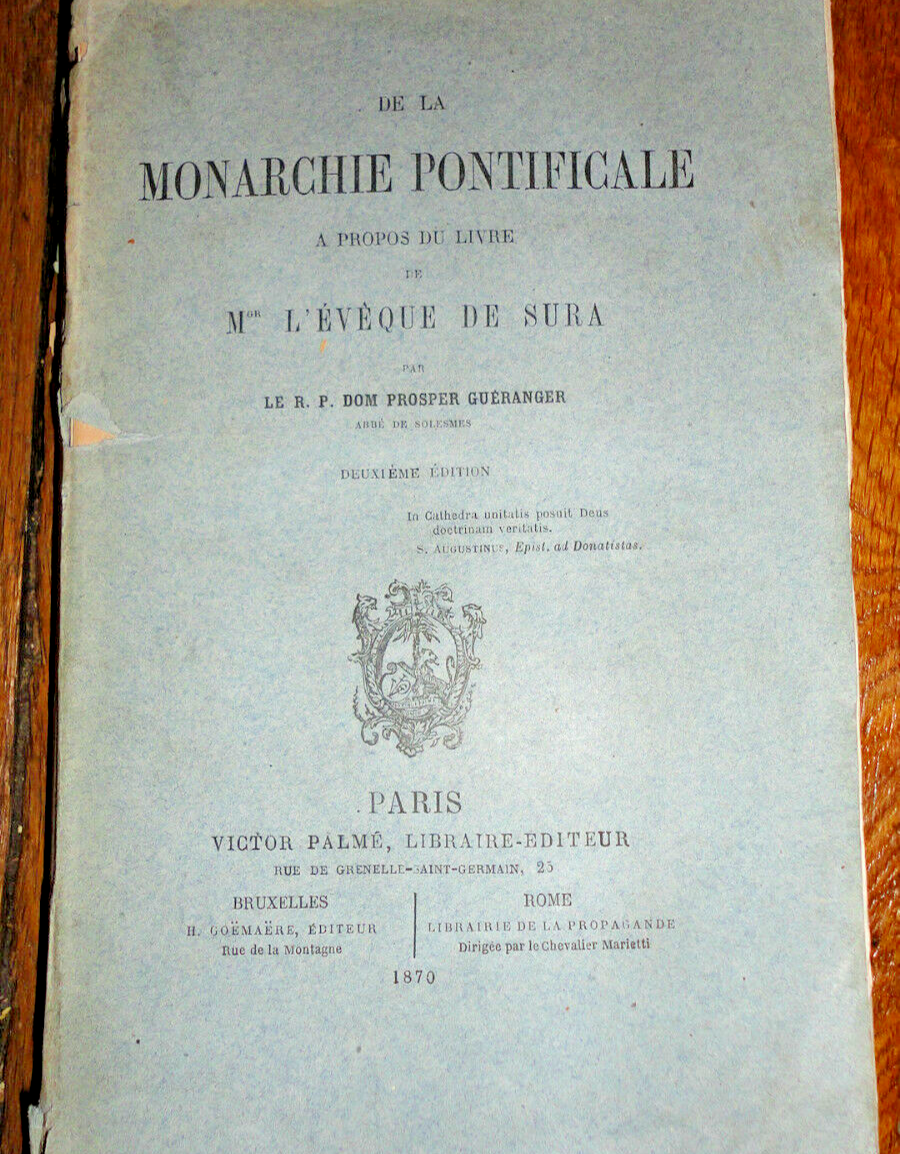 DE LA
MONARCHIE PONTIFICALE
A PROPOS DU LIVRE
DE
Mgr L'ÉVÈQUE DE SURA
PAR
LE R. P. DOM PROSPER GUÉRANGER
ABBÉ DE SOLESMES
DEUXIÉME ÉDITION
In Cathedra unitatis posuit Deus
doctrinam veritatis.
S. AUGUSTINUS, Epist. ad Donatistas.
PARIS
VICTOR PALMÉ, LIBRAIRE-EDITEUR
RUE DE GRENELLE-SAINT-GERMAIN, 25
BRUXELLES
H. GOËMAËRE, ÉDITEUR
Rue de la Montagne
ROME
LIBRAIRIE DE LA PROPAGANDE
Dirigée par le Chevalier Marietti
1870